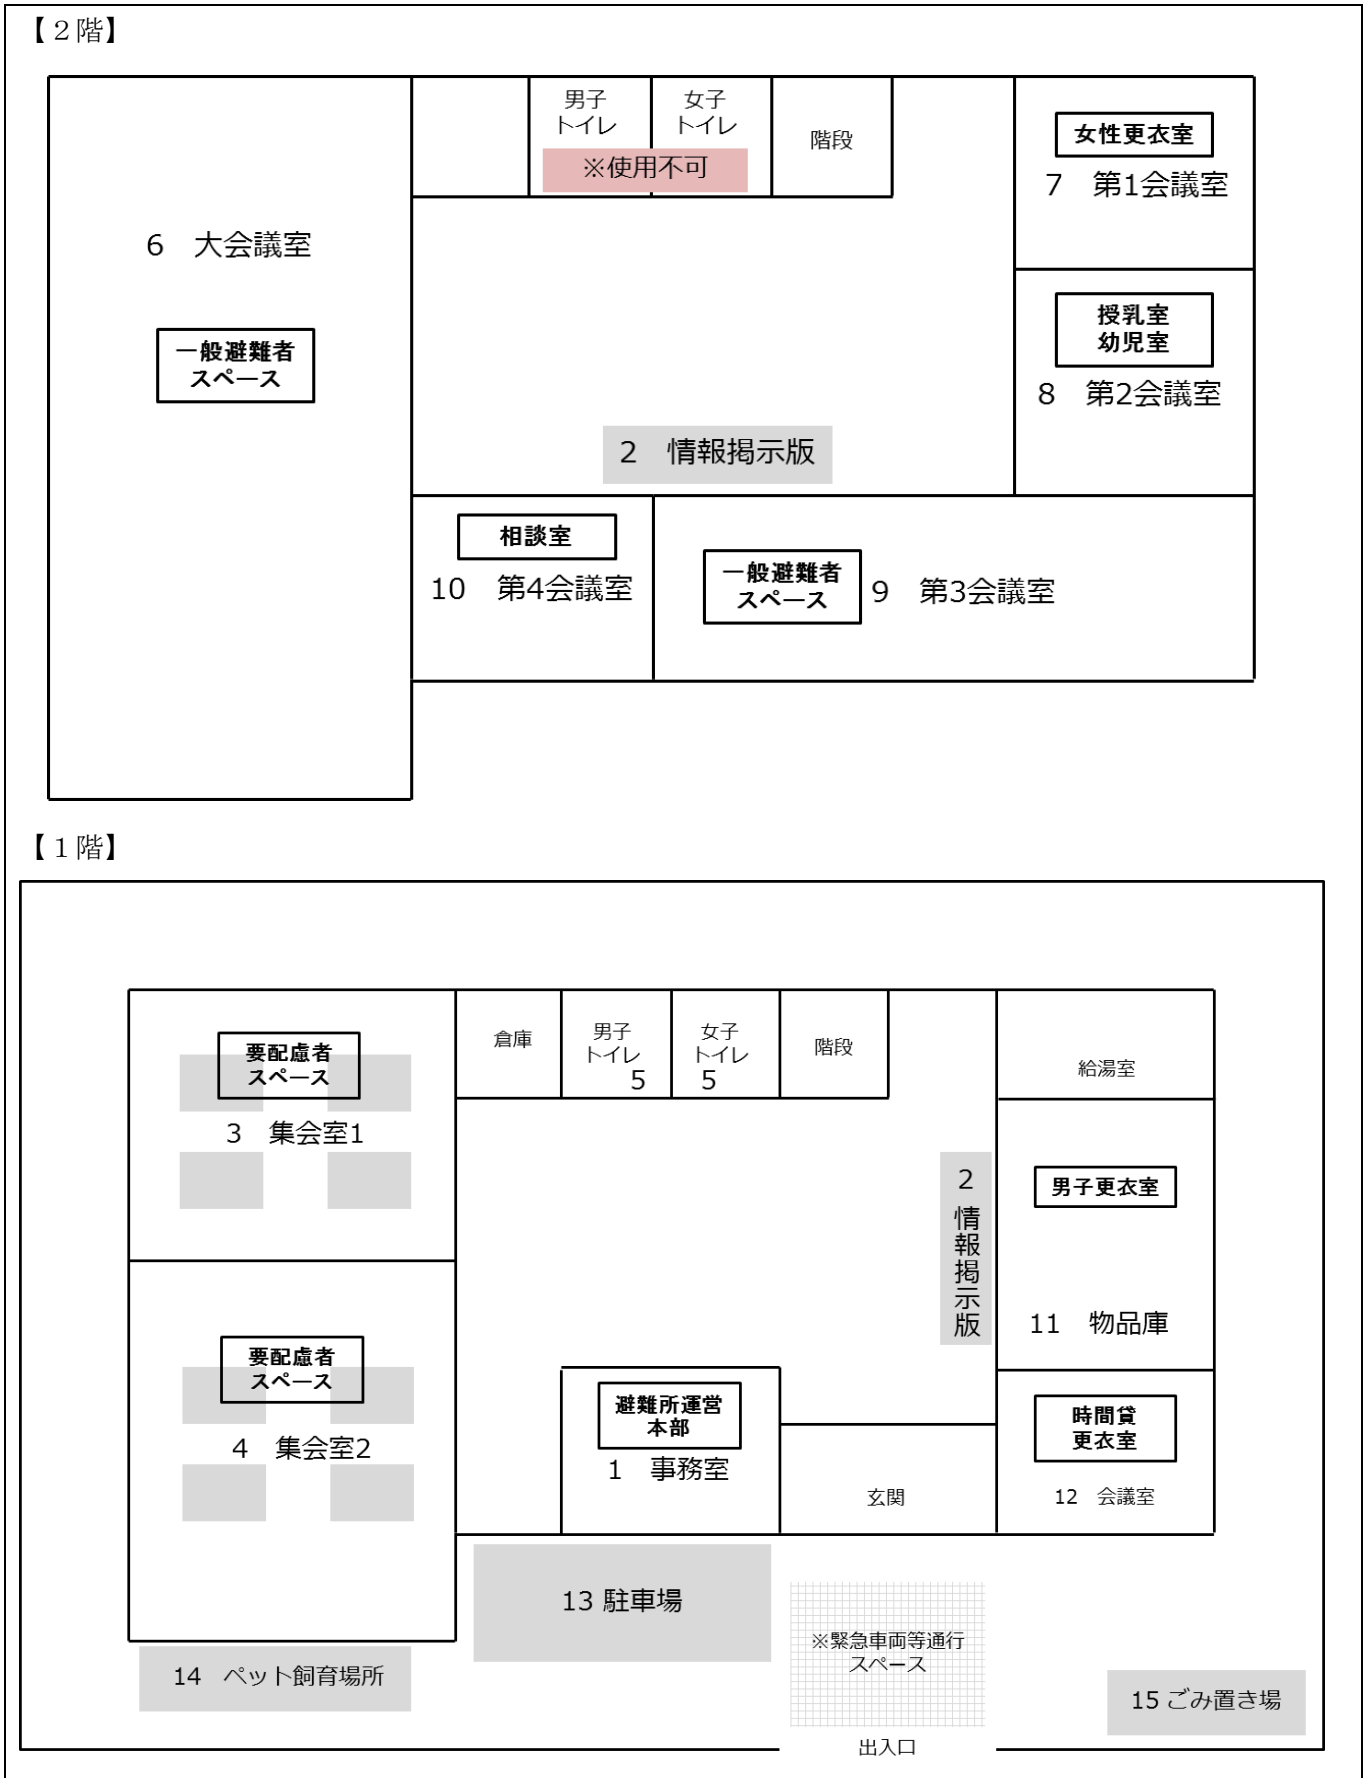 【２階】
男子
トイレ
女子
トイレ
※使用不可
階段
女性更衣室
7　第1会議室
6　大会議室
一般避難者
スペース
授乳室
幼児室
8　第2会議室
2　情報掲示版
相談室
10　第4会議室
一般避難者
スペース
9　第3会議室
【１階】
要配慮者
スペース
3　集会室1
倉庫
男子
トイレ
5
女子
トイレ
5
階段
給湯室
2　情報掲示版
男子更衣室
11　物品庫
要配慮者
スペース
4　集会室2
避難所運営
本部
1　事務室
玄関
時間貸
更衣室
12　会議室
13 駐車場
※緊急車両等通行
スペース
14　ペット飼育場所
15 ごみ置き場
出入口